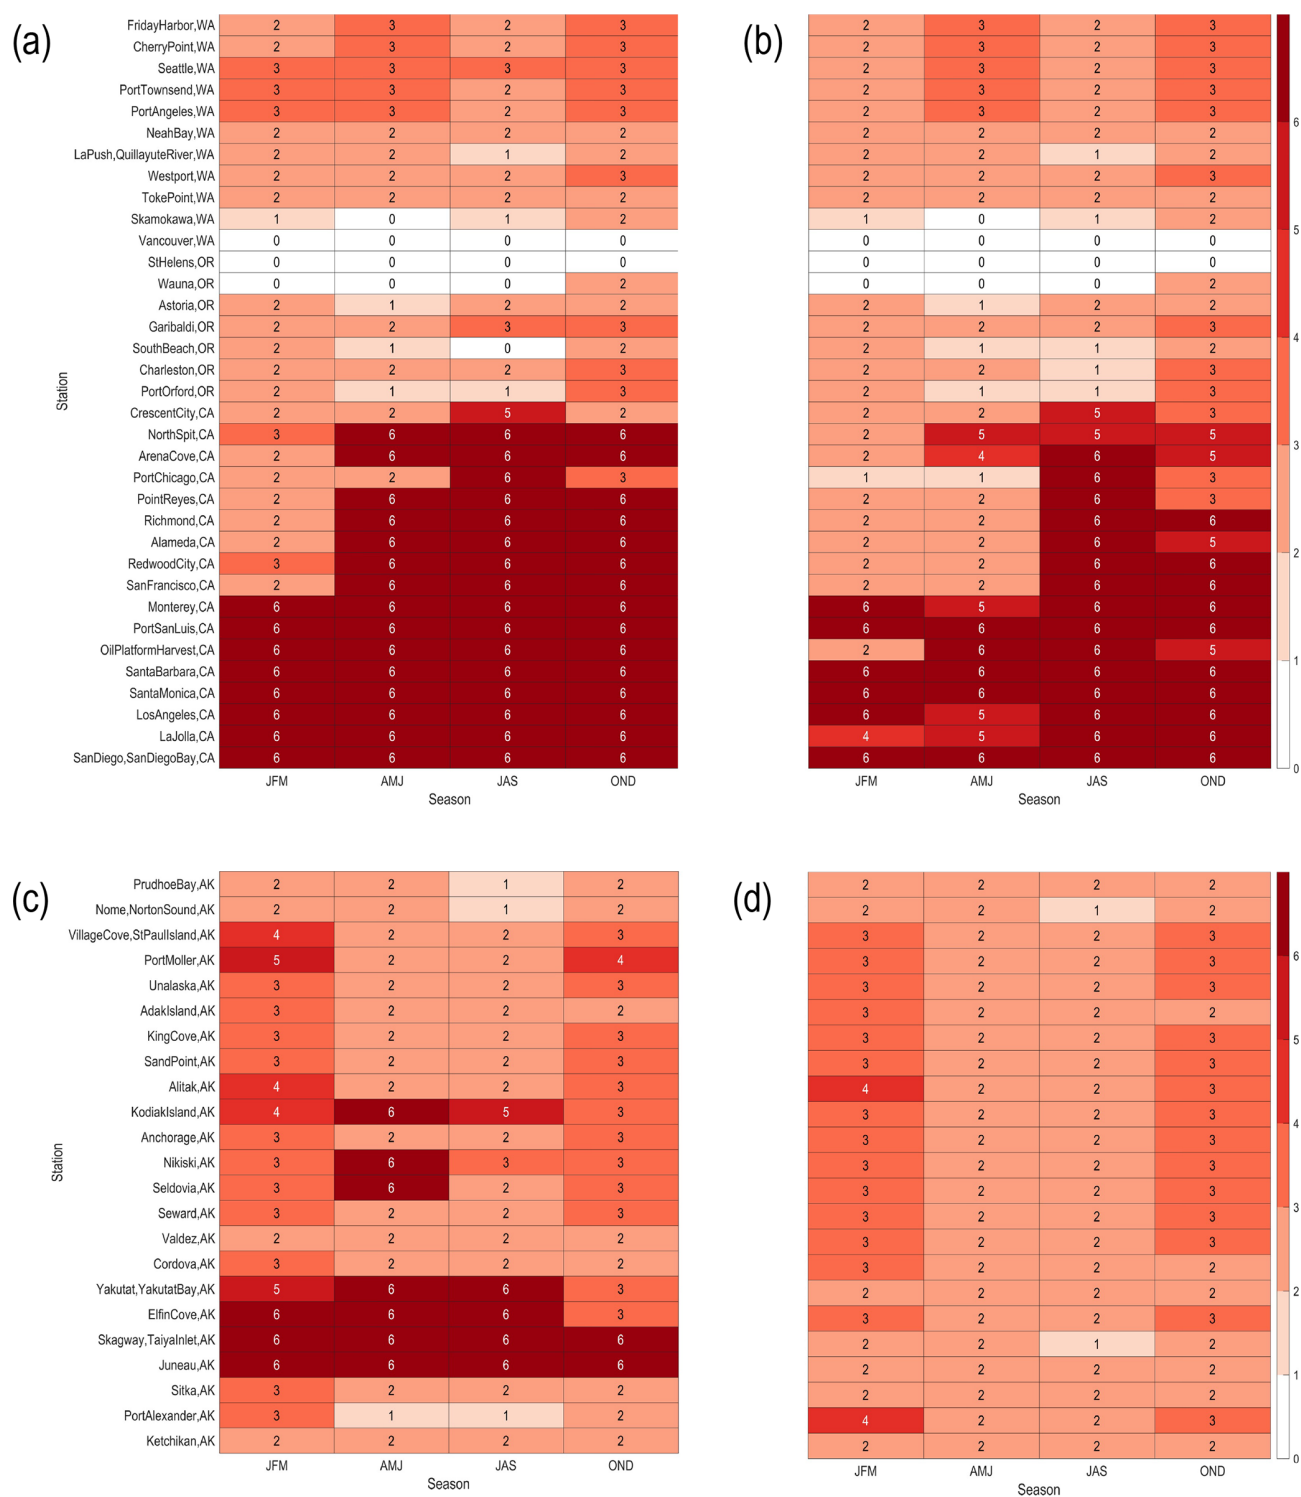 (a)
FridayHarbor,WA 2 3 2 3
CherryPoint,WA 2 3 2 3
Seattle,WA 3 3 3 3
PortTownsend,WA 3 3 2 3
PortAngeles,WA 3 3 2 3
NeahBay,WA 2 2 2 2
LaPush,QuillayuteRiver,WA 2 2 1 2
Westport,WA 2 2 2 3
TokePoint,WA 2 2 2 2
Skamokawa,WA 1 0 1 2
Vancouver,WA 0 0 0 0
StHelens,OR 0 0 0 0
Wauna,OR 0 0 0 2
Astoria,OR 2 1 2 2
Garibaldi,OR 2 2 3 3
SouthBeach,OR 2 1 0 2
Charleston,OR 2 2 2 3
PortOrford,OR 2 1 1 3
CrescentCity,CA 2 2 5 2
NorthSpit,CA 3 6 6 6
ArenaCove,CA 2 6 6 6
PortChicago,CA 2 2 6 3
PointReyes,CA 2 6 6 6
Richmond,CA 2 6 6 6
Alameda,CA 2 6 6 6
RedwoodCity,CA 3 6 6 6
SanFrancisco,CA 2 6 6 6
Monterey,CA 6 6 6 6
PortSanLuis,CA 6 6 6 6
OilPlatformHarvest,CA 6 6 6 6
SantaBarbara,CA 6 6 6 6
SantaMonica,CA 6 6 6 6
LosAngeles,CA 6 6 6 6
LaJolla,CA 6 6 6 6
SanDiego,SanDiegoBay,CA 6 6 6 6
Station
JFM AMJ JAS OND
Season
(b)
2 3 2 3
2 3 2 3
2 3 2 3
2 3 2 3
2 3 2 3
2 2 2 2
2 2 1 2
2 2 2 3
2 2 2 2
1 0 1 2
0 0 0 0
0 0 0 0
0 0 0 2
2 1 2 2
2 2 2 3
2 1 1 2
2 2 1 3
2 1 1 3
2 2 5 3
2 5 5 5
2 4 6 5
1 1 6 3
2 2 6 3
2 2 6 6
2 2 6 5
2 2 6 6
2 2 6 6
6 5 6 6
6 6 6 6
2 6 6 5
6 6 6 6
6 6 6 6
6 5 6 6
4 5 6 6
6 6 6 6
JFM AMJ JAS OND
Season
6
5
4
3
2
1
0
(c)
PrudhoeBay,AK 2 2 1 2
Nome,NortonSound,AK 2 2 1 2
VillageCove,StPaulIsland,AK 4 2 2 3
PortMoller,AK 5 2 2 4
Unalaska,AK 3 2 2 3
AdakIsland,AK 3 2 2 2
KingCove,AK 3 2 2 3
SandPoint,AK 3 2 2 3
Alitak,AK 4 2 2 3
KodiakIsland,AK 4 6 5 3
Anchorage,AK 3 2 2 3
Nikiski,AK 3 6 3 3
Seldovia,AK 3 6 2 3
Seward,AK 3 2 2 3
Valdez,AK 2 2 2 2
Cordova,AK 3 2 2 2
Yakutat,YakutatBay,AK 5 6 6 3
ElfinCove,AK 6 6 6 3
Skagway,TaiyaInlet,AK 6 6 6 6
Juneau,AK 6 6 6 6
Sitka,AK 3 2 2 2
PortAlexander,AK 3 1 1 2
Ketchikan,AK 2 2 2 2
Station
JFM AMJ JAS OND
Season
(d)
2 2 2 2
2 2 1 2
3 2 2 3
3 2 2 3
3 2 2 3
3 2 2 2
3 2 2 3
3 2 2 3
4 2 2 3
3 2 2 3
3 2 2 3
3 2 2 3
3 2 2 3
3 2 2 3
3 2 2 3
3 2 2 2
2 2 2 2
3 2 2 3
2 2 1 2
2 2 2 2
2 2 2 2
4 2 2 3
2 2 2 2
JFM AMJ JAS OND
Season
6
5
4
3
2
1
0